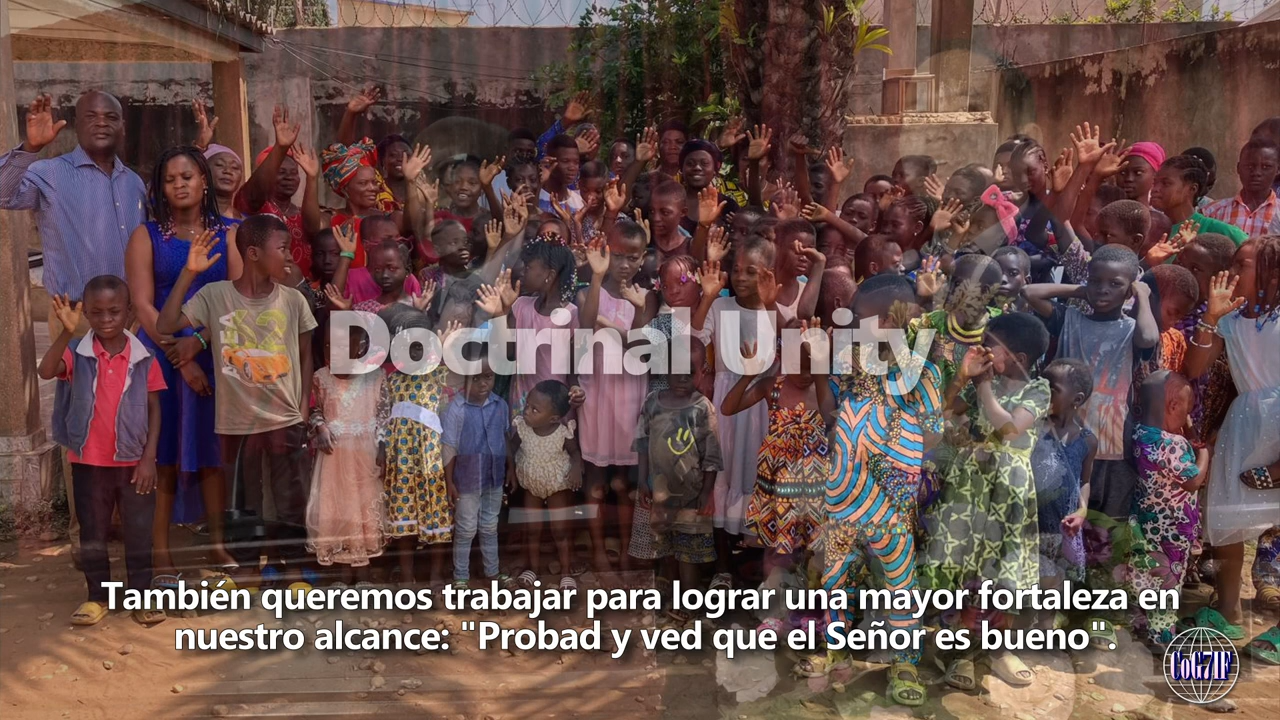 Doctrinal Unity
También queremos trabajar para lograr una mayor fortaleza en
nuestro alcance: "Probad y ved que el Señor es bueno".
CoG7IF